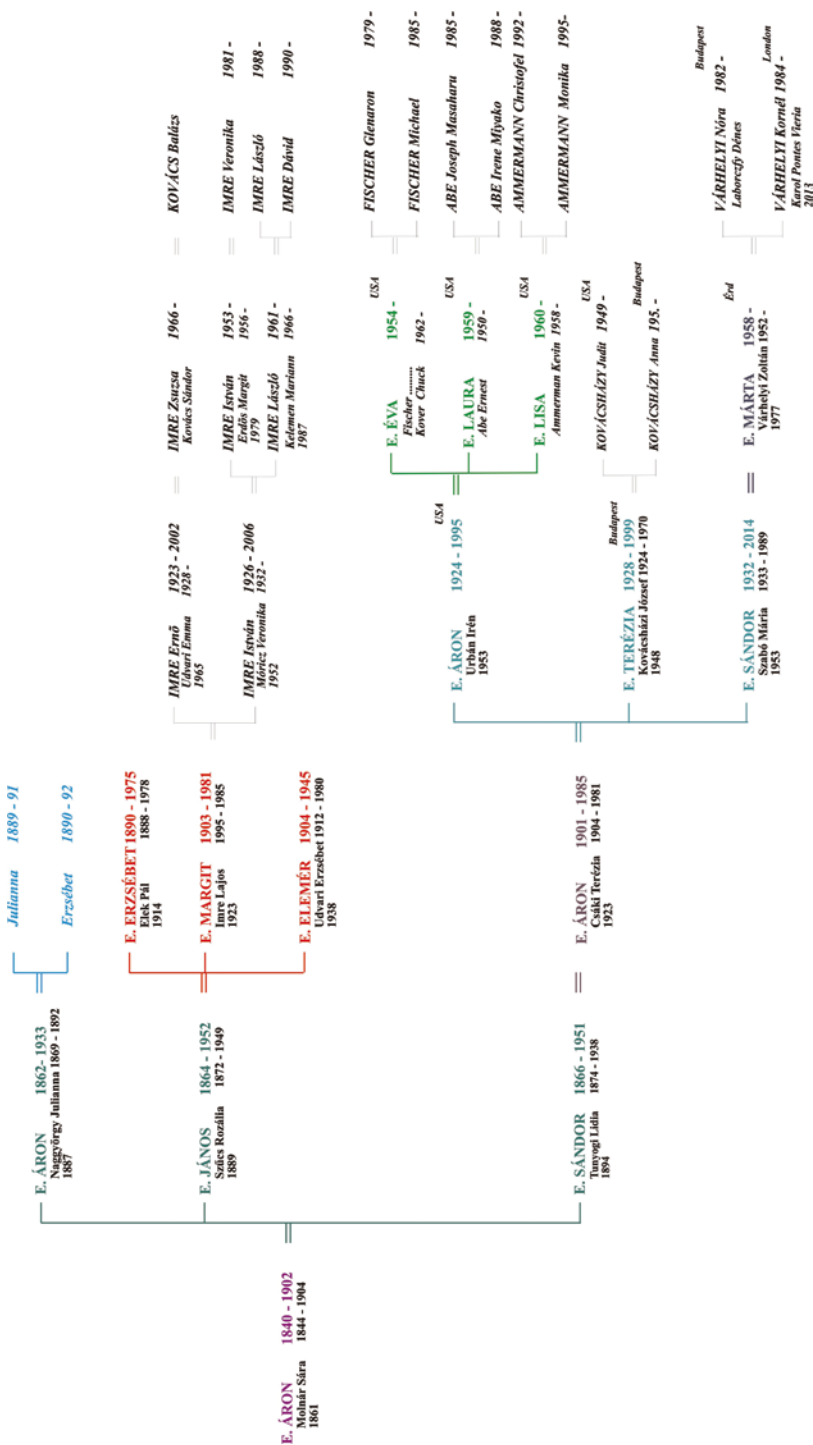 E. ÁRON 1840 - 1902
Molnár Sára 1844 - 1904
1861
E. ÁRON 1862- 1933
Naggyörgy Julianna 1869 - 1892
1887
E. JÁNOS 1864 - 1952
Szűcs Rozália 1872 - 1949
1889
E. SÁNDOR 1866 - 1951
Tunyogi Lídia 1874 - 1938
1894
Julianna 1889 - 91
Erzsébet 1890 - 92
E. ERZSÉBET 1890 - 1975
Elek Pál 1888 - 1978
1914
E. MARGIT 1903 - 1981
Imre Lajos 1995 - 1985
1923
E. ELEMÉR 1904 - 1945
Udvari Erzsébet 1912 - 1980
1938
E. ÁRON 1901 - 1985
Csáki Terézia 1904 - 1981
1923
IMRE Ernő 1923 - 2002
Udvari Emma 1928 -
1965
IMRE István 1926 - 2006
Móricz Veronika 1932 -
1952
USA
E. ÁRON 1924 - 1995
Urbán Irén
1953
Budapest
E. TERÉZIA 1928 - 1999
Kovácsházi József 1924 - 1970
1948
E. SÁNDOR 1932 - 2014
Szabó Mária 1933 - 1989
1953
IMRE Zsuzsa 1966 -
Kovács Sándor
IMRE István 1953 -
Erdős Margit 1956 -
1979
IMRE László 1961 -
Kelemen Mariann 1966 -
1987
USA
E. ÉVA 1954 -
Fischer ..........
Kover Chuck 1962 -
USA
E. LAURA 1959 -
Abe Ernest 1950 -
USA
E. LISA 1960 -
Ammerman Kevin 1958 -
USA
KOVÁCSHÁZY Judit 1949 -
Budapest
KOVÁCSHÁZY Anna 195. -
Érd
E. MÁRTA 1958 -
Várhelyi Zoltán 1952 -
1977
KOVÁCS Balázs
IMRE Veronika 1981 -
IMRE László 1988 -
IMRE Dávid 1990 -
FISCHER Glenaron 1979 -
FISCHER Michael 1985 -
ABE Joseph Masaharu 1985 -
ABE Irene Miyako 1988 -
AMMERMANN Christofel 1992 -
AMMERMANN Monika 1995-
Budapest
VÁRHELYI Nóra 1982 -
Laborczfy Dénes
London
VÁRHELYI Kornél 1984 -
Karol Pontes Vieria
2013